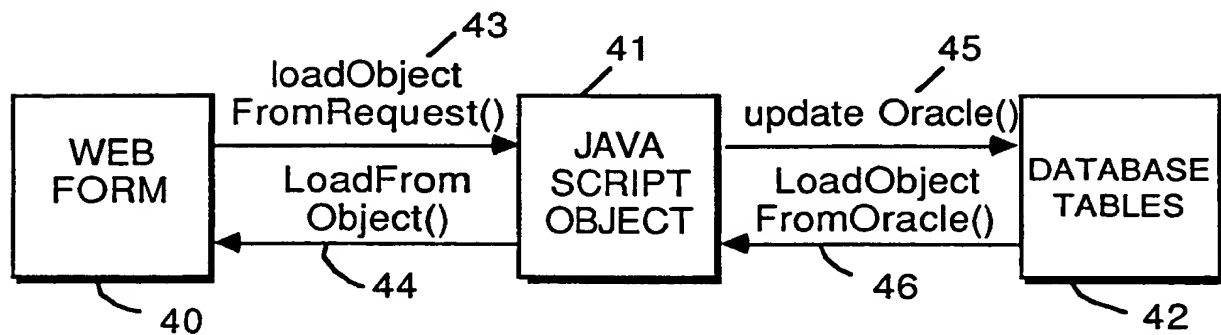 43
loadObject
FromRequest()
41
45
update Oracle()
WEB
FORM
JAVA
SCRIPT
OBJECT
DATABASE
TABLES
LoadFrom
Object()
LoadObject
FromOracle()
44
46
40
42